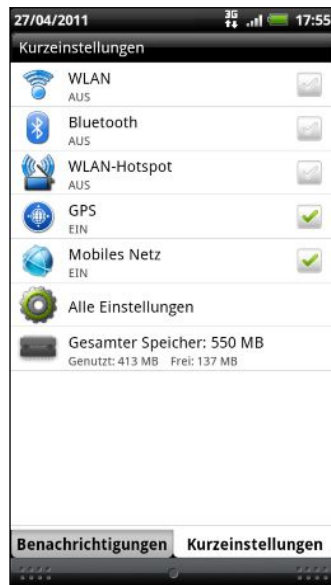 27/04/2011 3G 17:55
Kurzeinstellungen
WLAN
AUS
Bluetooth
AUS
WLAN-Hotspot
AUS
GPS
EIN
Mobiles Netz
EIN
Alle Einstellungen
Gesamter Speicher: 550 MB
Genutzt: 413 MB Frei: 137 MB
Benachrichtigungen Kurzeinstellungen